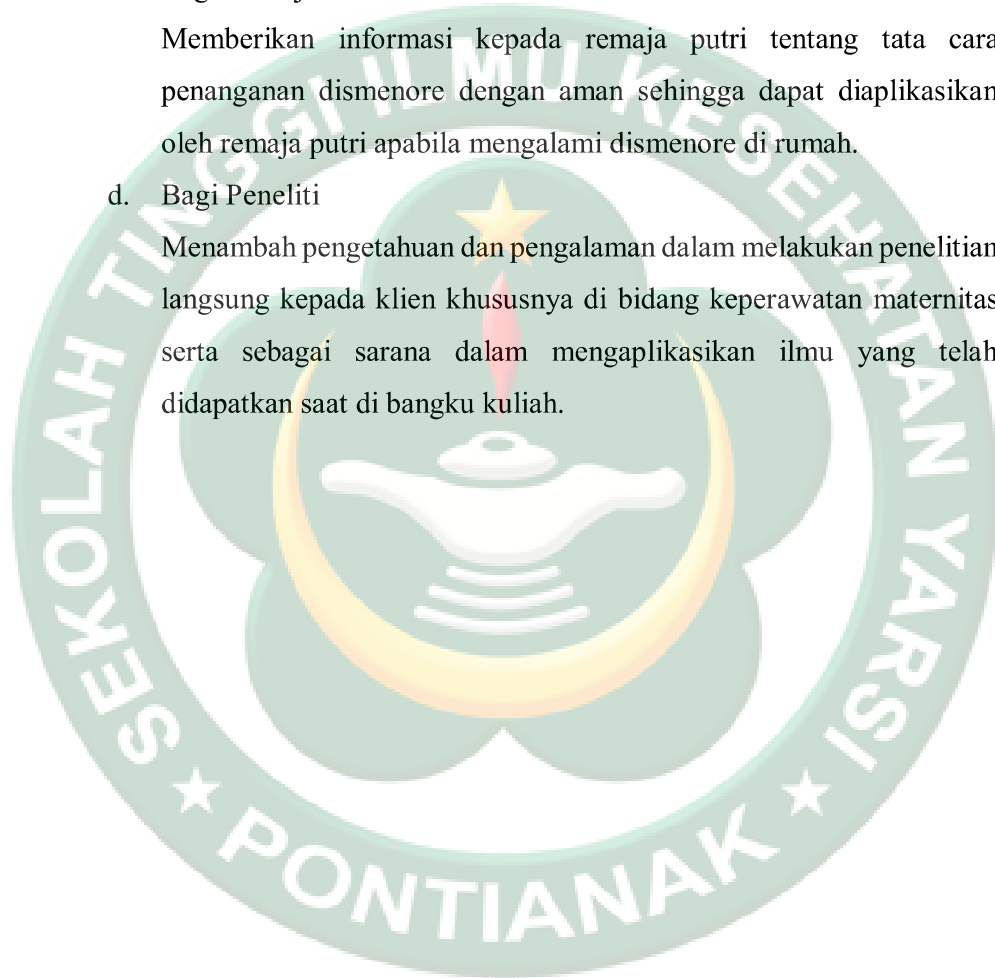 Memberikan informasi kepada remaja putri tentang tata cara
penanganan dismenore dengan aman sehingga dapat diaplikasikan
oleh remaja putri apabila mengalami dismenore di rumah.
d. Bagi Peneliti
Menambah pengetahuan dan pengalaman dalam melakukan penelitian
langsung kepada klien khususnya di bidang keperawatan maternitas
serta sebagai sarana dalam mengaplikasikan ilmu yang telah
didapatkan saat di bangku kuliah.
SEKOLAH TINGGI ILMU KESEHATAN YARSI
PONTIANAK